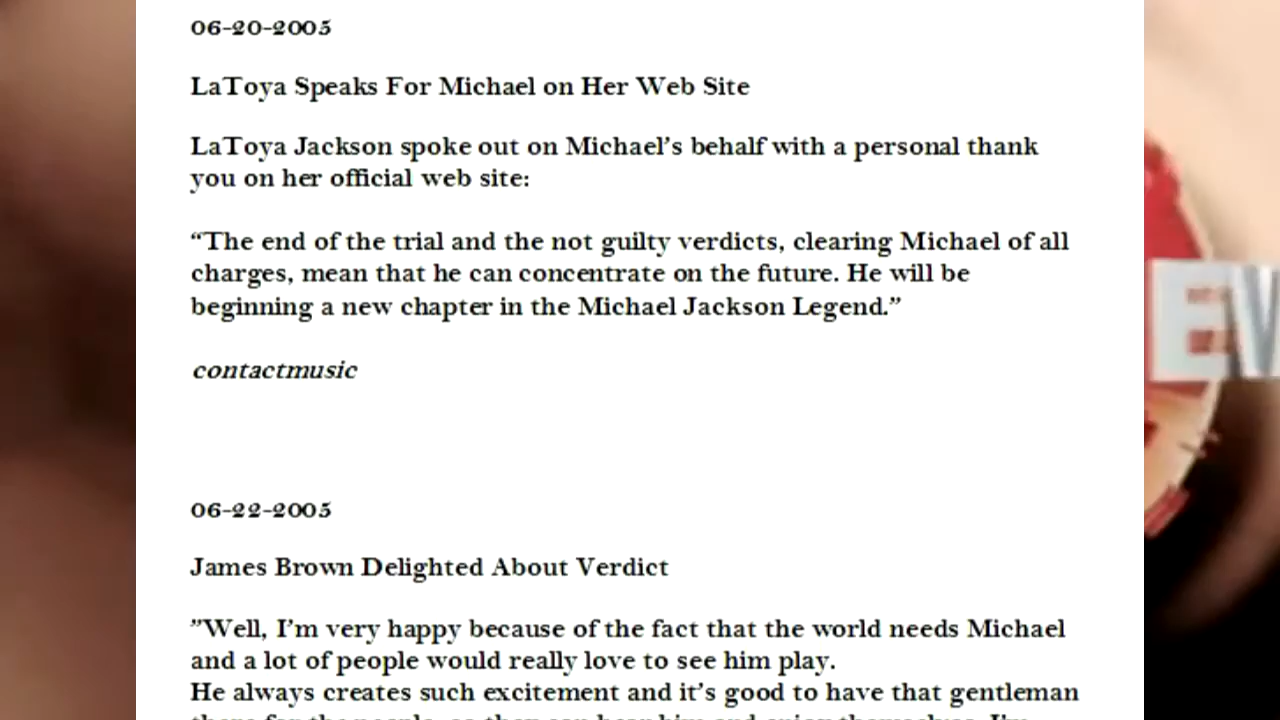 06-20-2005
LaToya Speaks For Michael on Her Web Site
LaToya Jackson spoke out on Michael’s behalf with a personal thank
you on her official web site:
“The end of the trial and the not guilty verdicts, clearing Michael of all
charges, mean that he can concentrate on the future. He will be
beginning a new chapter in the Michael Jackson Legend.”
contactmusic
06-22-2005
James Brown Delighted About Verdict
”Well, I’m very happy because of the fact that the world needs Michael
and a lot of people would really love to see him play.
He always creates such excitement and it’s good to have that gentleman